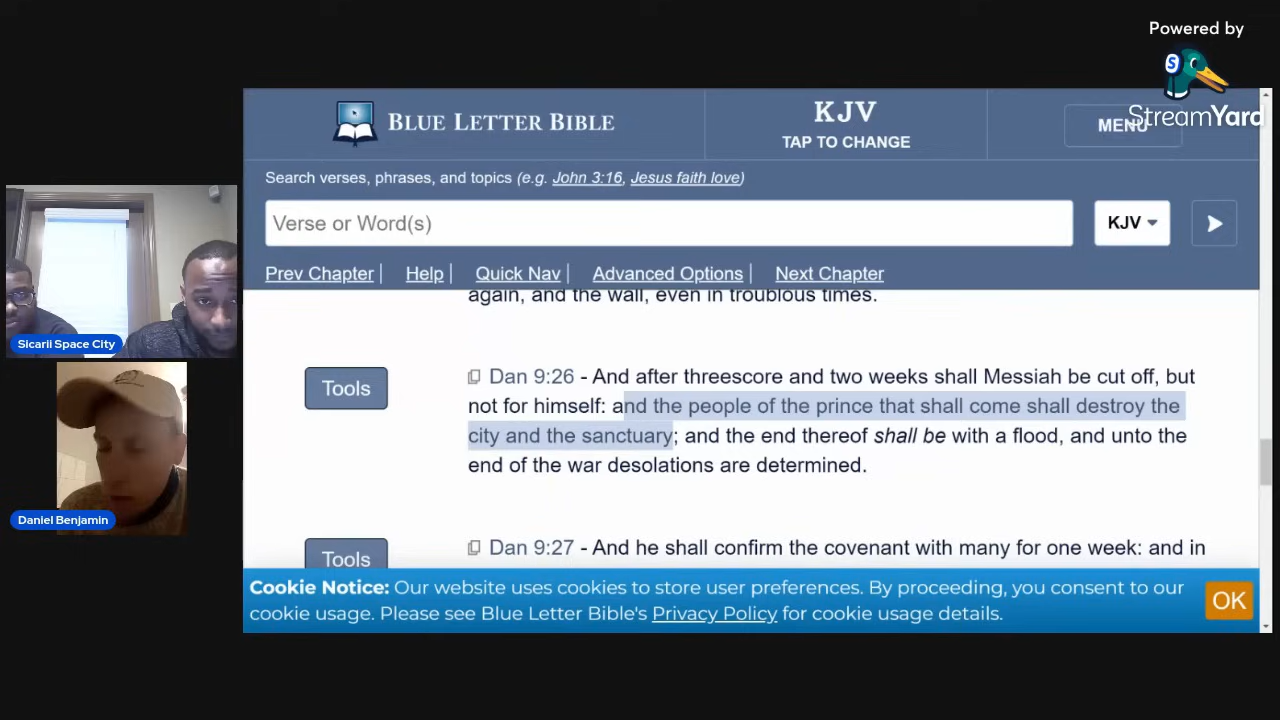 Powered by
StreamYard
BLUE LETTER BIBLE
KJV
TAP TO CHANGE
MENU
Search verses, phrases, and topics (e.g. John 3:16, Jesus faith love)
Verse or Word(s)
KJV
Prev Chapter| Help| Quick Nav| Advanced Options| Next Chapter
again, and the wall, even in troublous times.
Tools
Dan 9:26 - And after threescore and two weeks shall Messiah be cut off, but
not for himself: and the people of the prince that shall come shall destroy the
city and the sanctuary; and the end thereof shall be with a flood, and unto the
end of the war desolations are determined.
Tools
Dan 9:27 - And he shall confirm the covenant with many for one week: and in
Cookie Notice: Our website uses cookies to store user preferences. By proceeding, you consent to our
cookie usage. Please see Blue Letter Bible's Privacy Policy for cookie usage details.
OK
Sicarii Space City
Daniel Benjamin